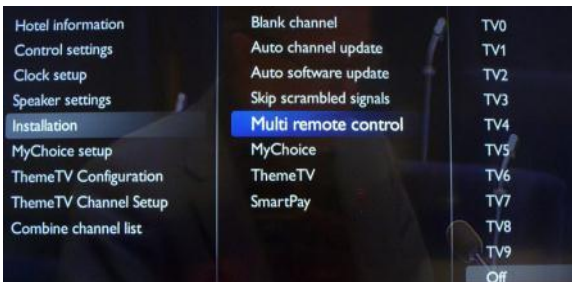 Hotel information
Control settings
Clock setup
Speaker settings
Installation
MyChoice setup
ThemeTV Configuration
ThemeTV Channel Setup
Combine channel list
Blank channel
Auto channel update
Auto software update
Skip scrambled signals
Multi remote control
MyChoice
ThemeTV
SmartPay
TV0
TV1
TV2
TV3
TV4
TV5
TV6
TV7
TV8
TV9
Off